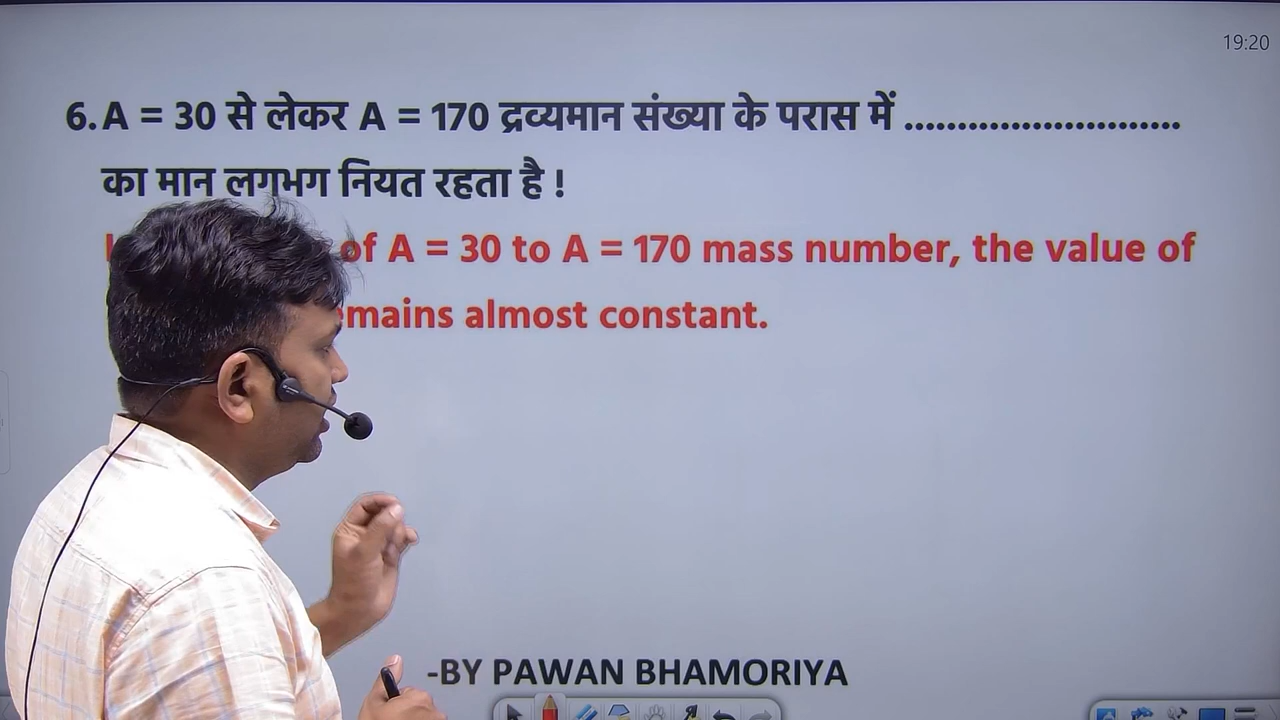 19:20
6. A = 30 से लेकर A = 170 द्रव्यमान संख्या के परास में ..........................
का मान लगभग नियत रहता है !
of A = 30 to A = 170 mass number, the value of
emains almost constant.
-BY PAWAN BHAMORIYA